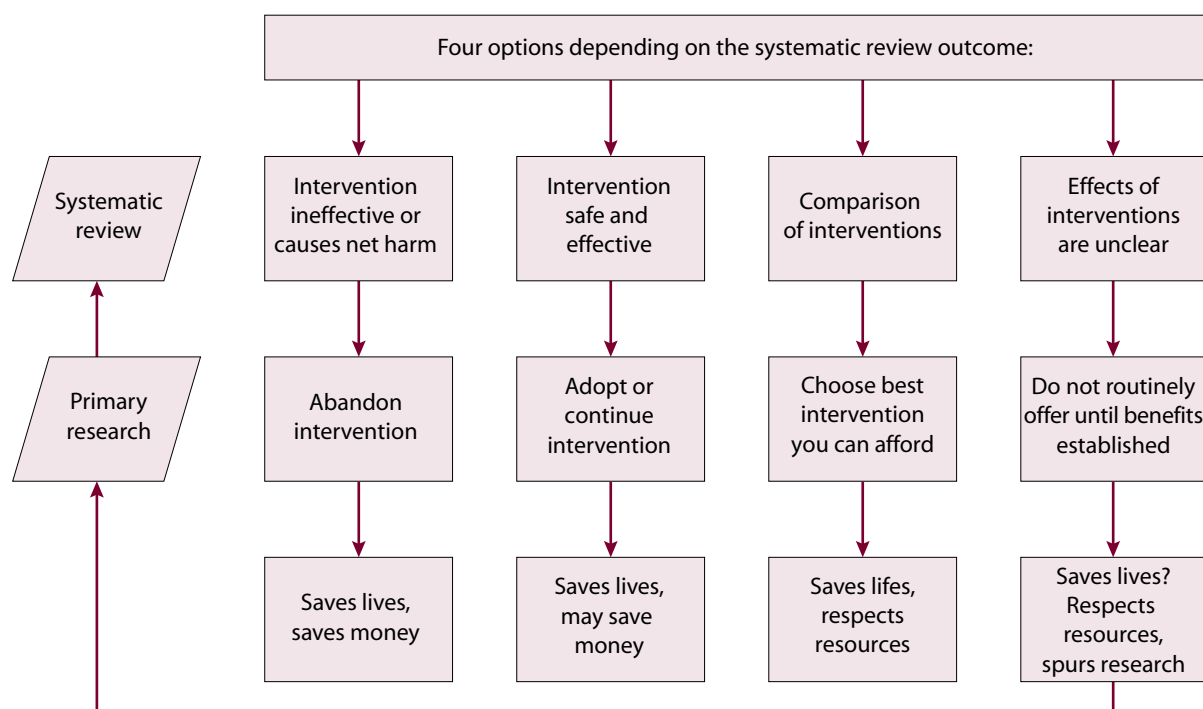 Four options depending on the systematic review outcome:
Systematic
review
Intervention
ineffective or
causes net harm
Intervention
safe and
effective
Comparison
of interventions
Effects of
interventions
are unclear
Primary
research
Abandon
intervention
Adopt or
continue
intervention
Choose best
intervention
you can afford
Do not routinely
offer until benefits
established
Saves lives,
saves money
Saves lives,
may save
money
Saves lifes,
respects
resources
Saves lives?
Respects
resources,
spurs research